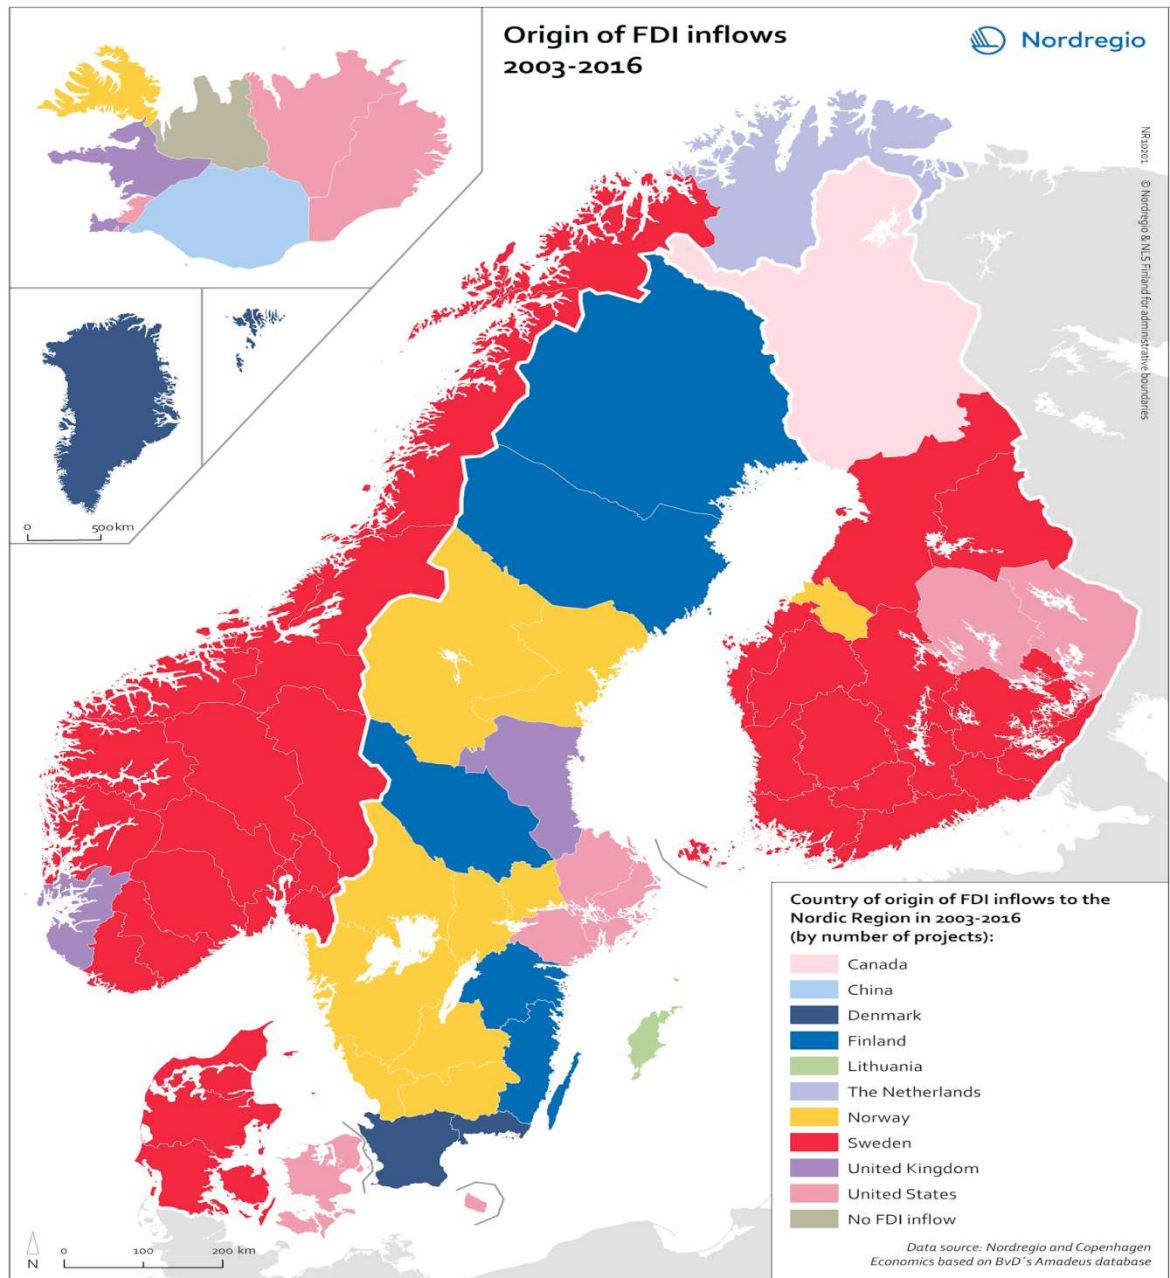 Origin of FDI inflows
2003-2016
Nordregio
NR10201 © Nordregio & NLS Finland for administrative boundaries
0 500 km
Country of origin of FDI inflows to the
Nordic Region in 2003-2016
(by number of projects):
Canada
China
Denmark
Finland
Lithuania
The Netherlands
Norway
Sweden
United Kingdom
United States
No FDI inflow
N
0 100 200 km
Data source: Nordregio and Copenhagen
Economics based on BvD´s Amadeus database